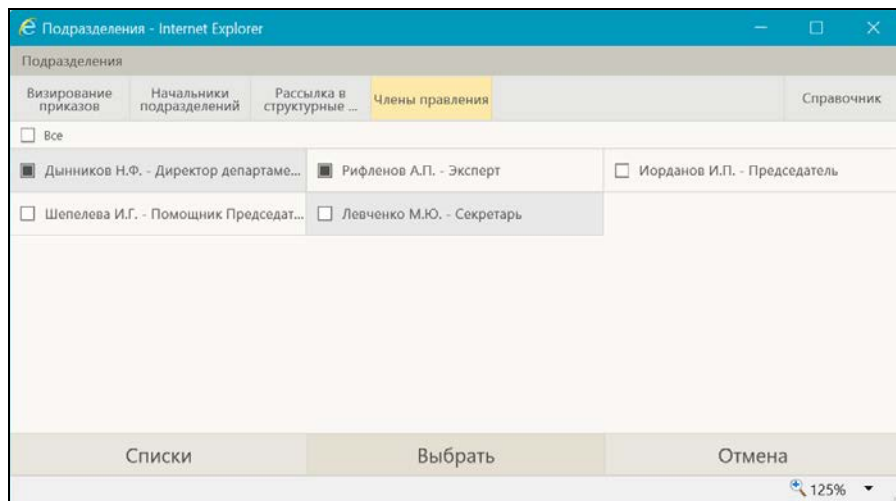 Подразделения - Internet Explorer
Подразделения
Визирование
приказов
Начальники
подразделений
Рассылка в
структурные ...
Члены правления
Справочник
Все
Дынников Н.Ф. - Директор департаме...
Рифленов А.П. - Эксперт
Иорданов И.П. - Председатель
Шепелева И.Г. - Помощник Председат...
Левченко М.Ю. - Секретарь
Списки
Выбрать
Отмена
125%